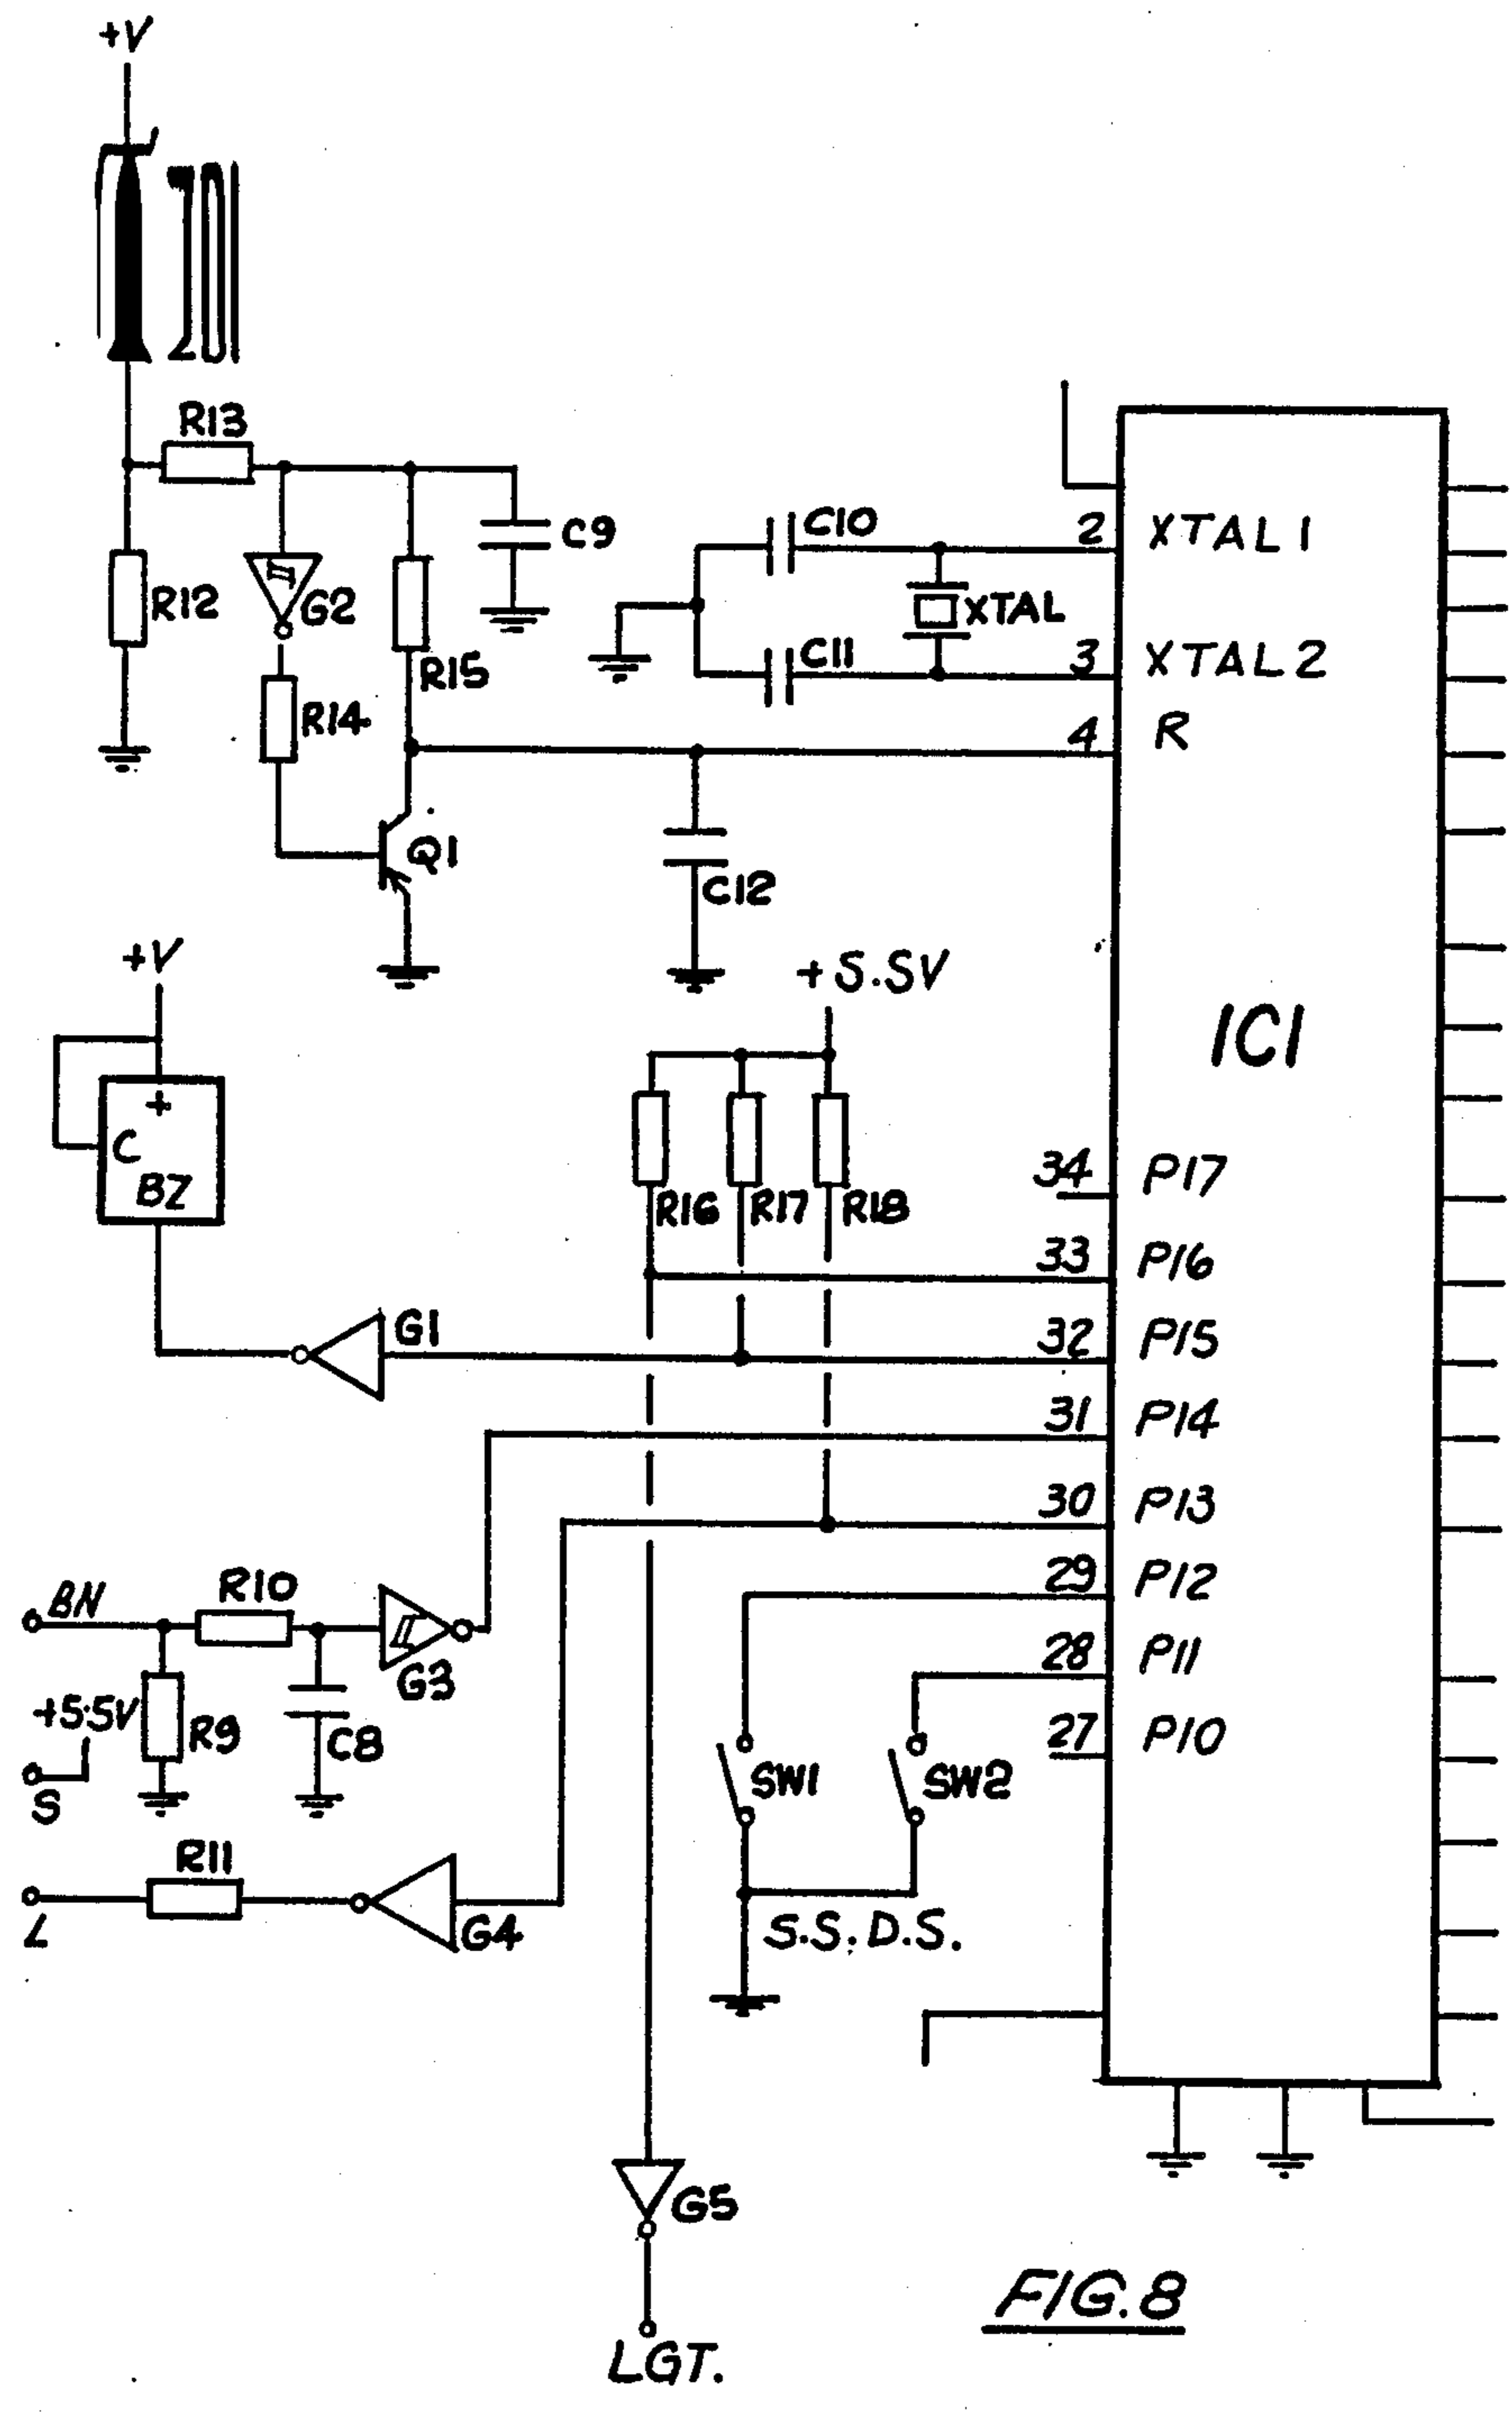 +V
R13
C9
R12
G2
R15
R14
Q1
C10
XTAL
C11
C12
2 XTAL1
3 XTAL2
4 R
IC1
+V
+
C
BZ
+5.5V
R16 R17 R18
G1
34 P17
33 P16
32 P15
31 P14
30 P13
29 P12
28 P11
27 P10
BN
R10
G3
+5.5V
R9
C8
S
R11
L
G4
SW1
SW2
S.S.D.S.
G5
LGT.
FIG.8